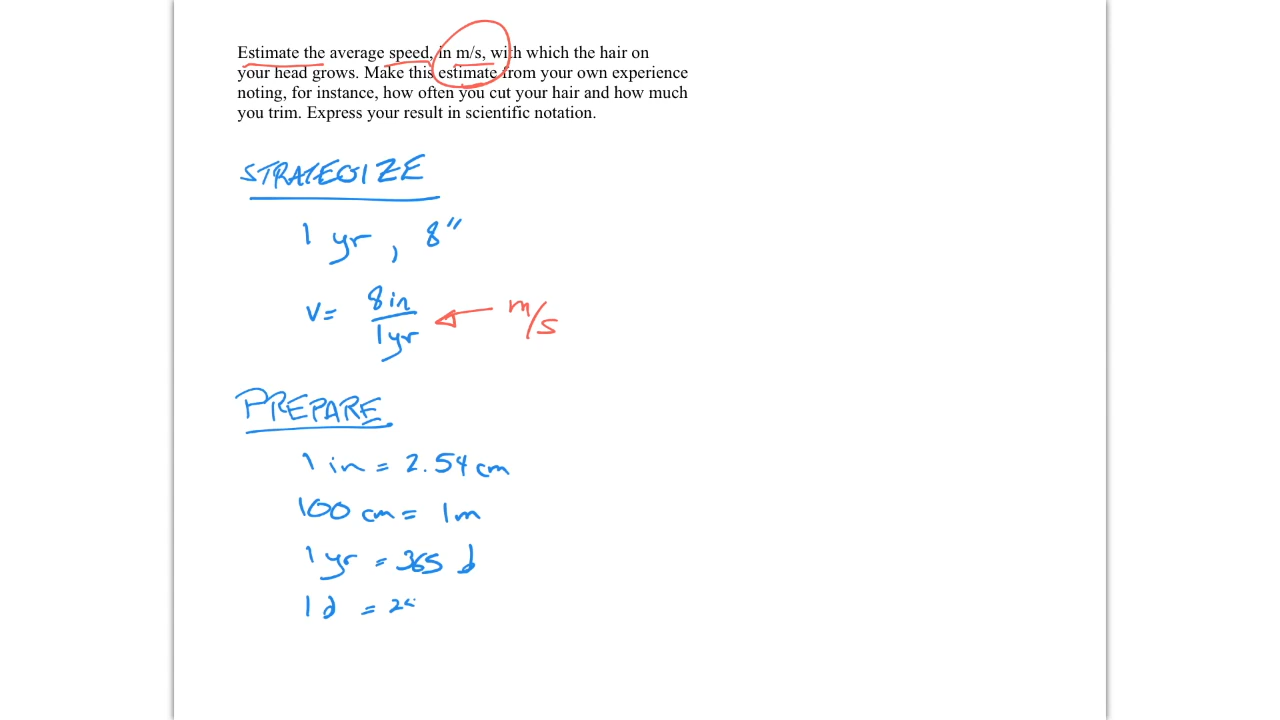 Estimate the average speed, in m/s, with which the hair on
your head grows. Make this estimate from your own experience
noting, for instance, how often you cut your hair and how much
you trim. Express your result in scientific notation.
STRATEGIZE
1 yr , 8"
v = 8 in / 1 yr ← m/s
PREPARE
1 in = 2.54 cm
100 cm = 1 m
1 yr = 365 d
1 d = 24